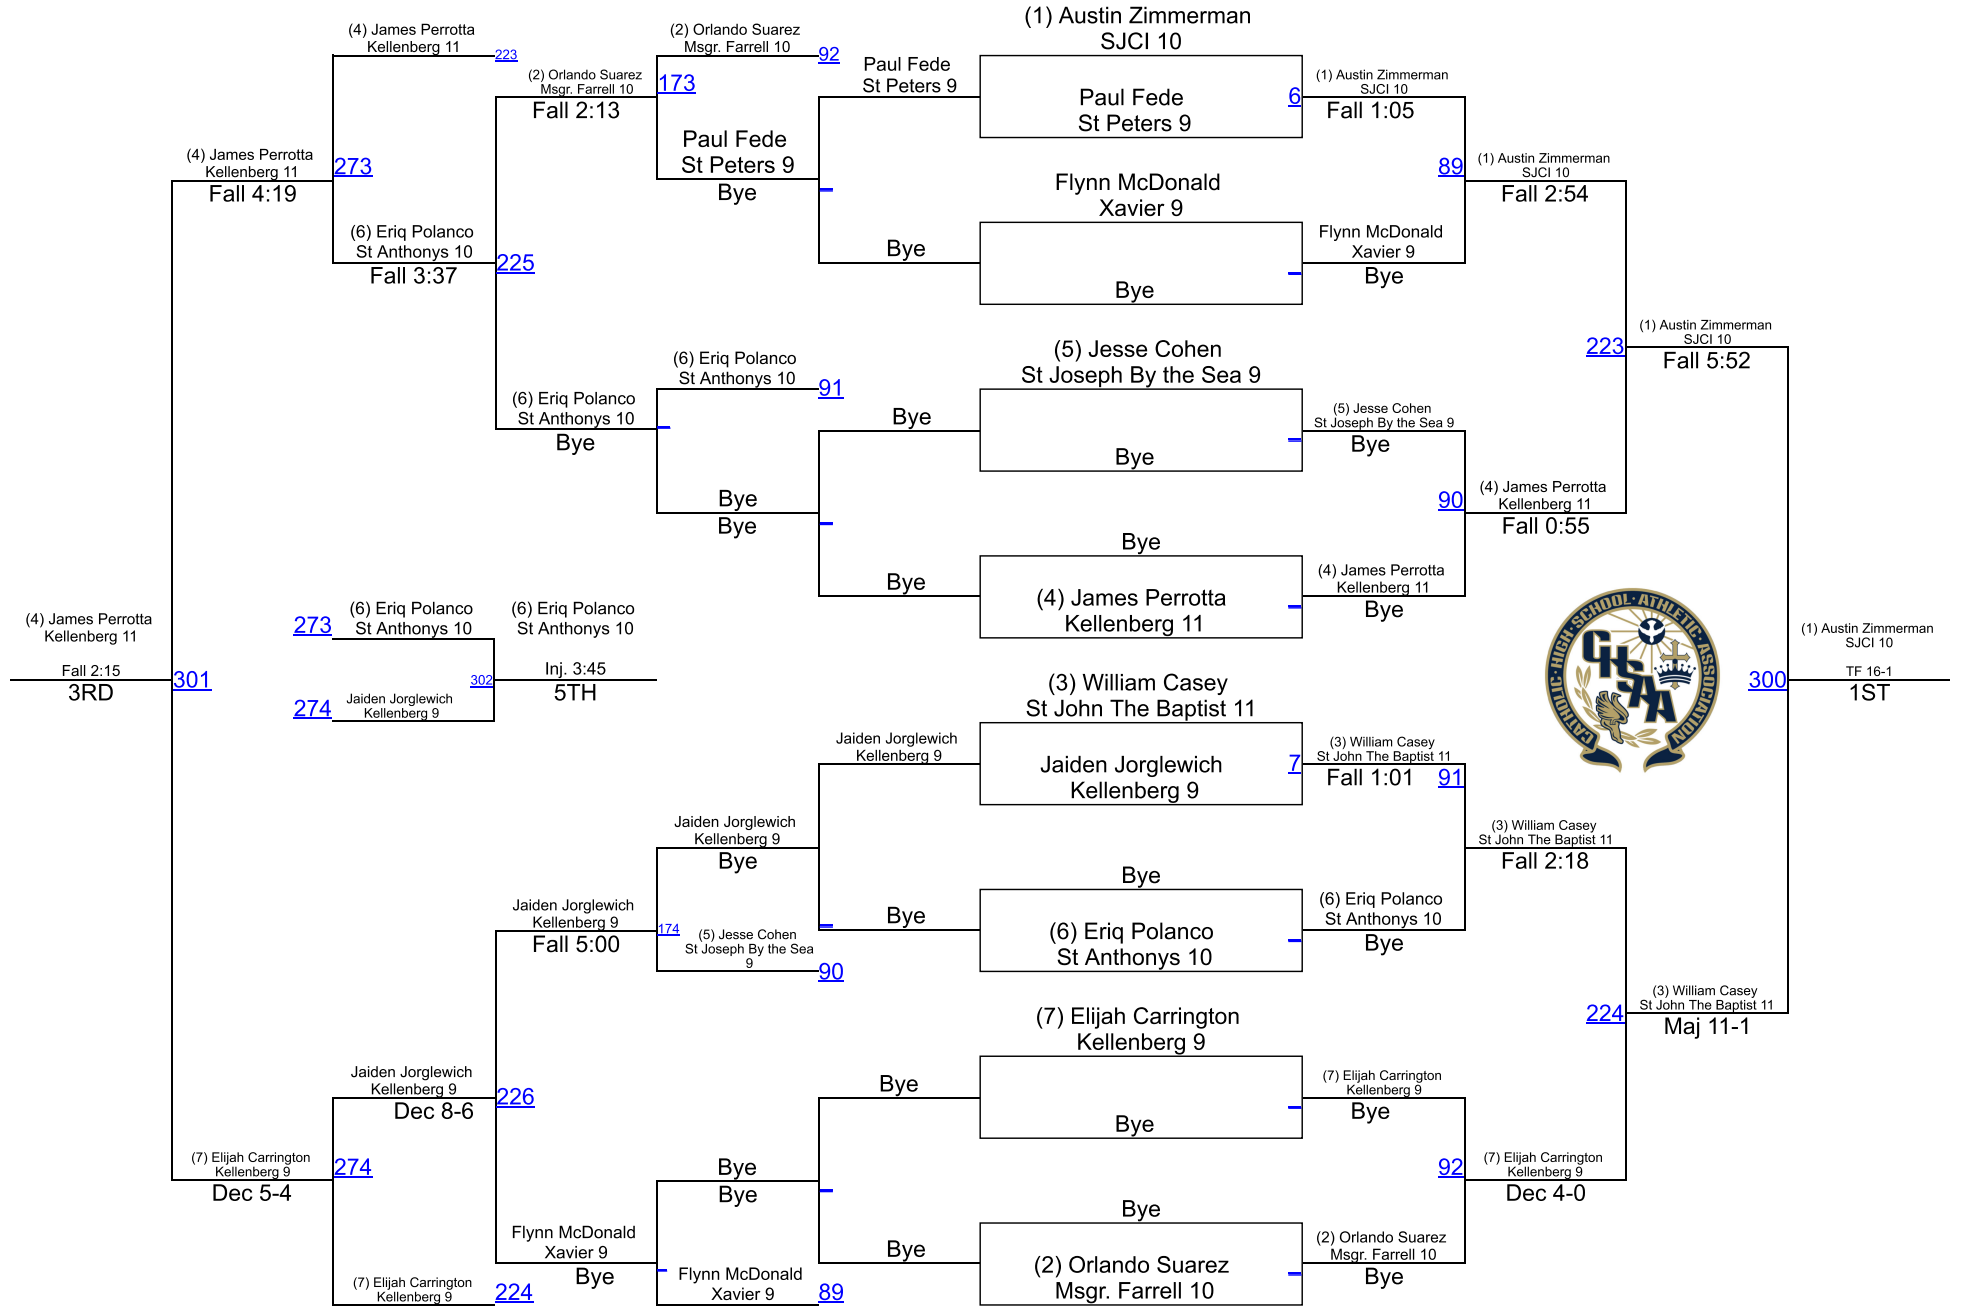 (4) James Perrotta
Kellenberg 11
223
(2) Orlando Suarez
Msgr. Farrell 10
92
(2) Orlando Suarez
Msgr. Farrell 10
Fall 2:13
173
Paul Fede
St Peters 9
Bye
Paul Fede
St Peters 9
(1) Austin Zimmerman
SJCI 10
Paul Fede
St Peters 9
6
(1) Austin Zimmerman
SJCI 10
Fall 1:05
(4) James Perrotta
Kellenberg 11
Fall 4:19
273
(6) Eriq Polanco
St Anthonys 10
Fall 3:37
225
Bye
Flynn McDonald
Xavier 9
Bye
Flynn McDonald
Xavier 9
Bye
89
(1) Austin Zimmerman
SJCI 10
Fall 2:54
(6) Eriq Polanco
St Anthonys 10
Bye
(6) Eriq Polanco
St Anthonys 10
91
Bye
Bye
Bye
(5) Jesse Cohen
St Joseph By the Sea 9
Bye
(5) Jesse Cohen
St Joseph By the Sea 9
Bye
223
(1) Austin Zimmerman
SJCI 10
Fall 5:52
90
(4) James Perrotta
Kellenberg 11
Fall 0:55
Bye
Bye
(4) James Perrotta
Kellenberg 11
(4) James Perrotta
Kellenberg 11
Bye
(4) James Perrotta
Kellenberg 11
Fall 2:15
3RD
301
273
(6) Eriq Polanco
St Anthonys 10
274
Jaiden Jorglewich
Kellenberg 9
302
(6) Eriq Polanco
St Anthonys 10
Inj. 3:45
5TH
CATHOLIC·HIGH·SCHOOL·ATHLETIC·ASSOCIATION
CHSAA
300
(1) Austin Zimmerman
SJCI 10
TF 16-1
1ST
Jaiden Jorglewich
Kellenberg 9
(3) William Casey
St John The Baptist 11
Jaiden Jorglewich
Kellenberg 9
7
(3) William Casey
St John The Baptist 11
Fall 1:01
91
Jaiden Jorglewich
Kellenberg 9
Bye
(3) William Casey
St John The Baptist 11
Fall 2:18
Jaiden Jorglewich
Kellenberg 9
Fall 5:00
174
(5) Jesse Cohen
St Joseph By the Sea
9
90
Bye
Bye
(6) Eriq Polanco
St Anthonys 10
(6) Eriq Polanco
St Anthonys 10
Bye
224
(3) William Casey
St John The Baptist 11
Maj 11-1
Jaiden Jorglewich
Kellenberg 9
Dec 8-6
226
Bye
(7) Elijah Carrington
Kellenberg 9
Bye
(7) Elijah Carrington
Kellenberg 9
Bye
(7) Elijah Carrington
Kellenberg 9
Dec 5-4
274
Bye
Bye
92
(7) Elijah Carrington
Kellenberg 9
Dec 4-0
(7) Elijah Carrington
Kellenberg 9
224
Flynn McDonald
Xavier 9
Bye
Flynn McDonald
Xavier 9
89
Bye
Bye
(2) Orlando Suarez
Msgr. Farrell 10
(2) Orlando Suarez
Msgr. Farrell 10
Bye